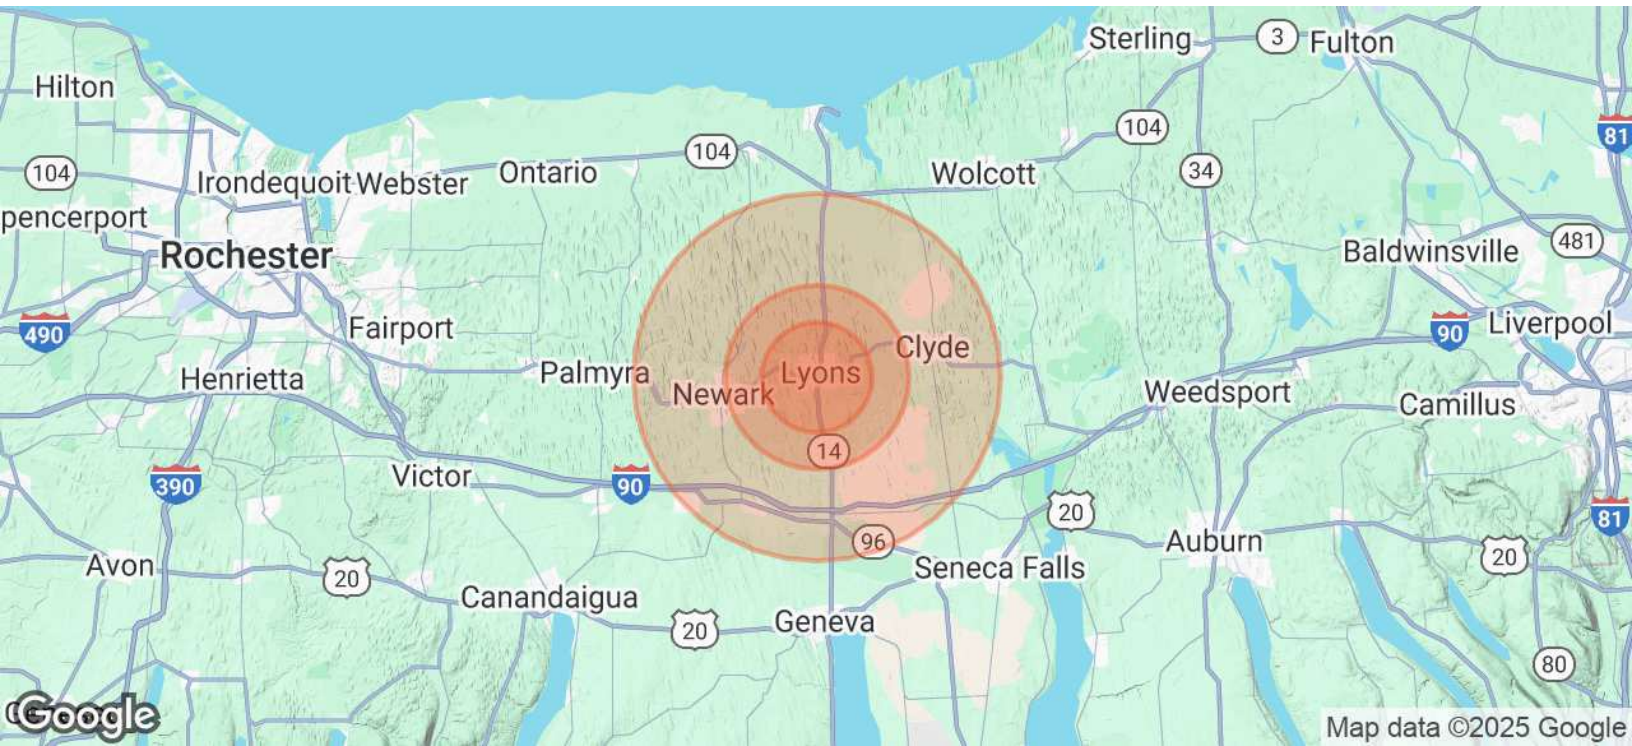 Sterling
3
Fulton
Hilton
81
104
104
104
Ontario
34
Wolcott
Irondequoit
Webster
pencerport
481
Rochester
Baldwinsville
490
Fairport
90
Liverpool
Clyde
Palmyra
Lyons
Henrietta
Newark
Weedsport
Camillus
14
Victor
390
90
20
81
96
Auburn
20
Avon
20
Seneca Falls
Canandaigua
Geneva
20
80
Google
Map data ©2025 Google